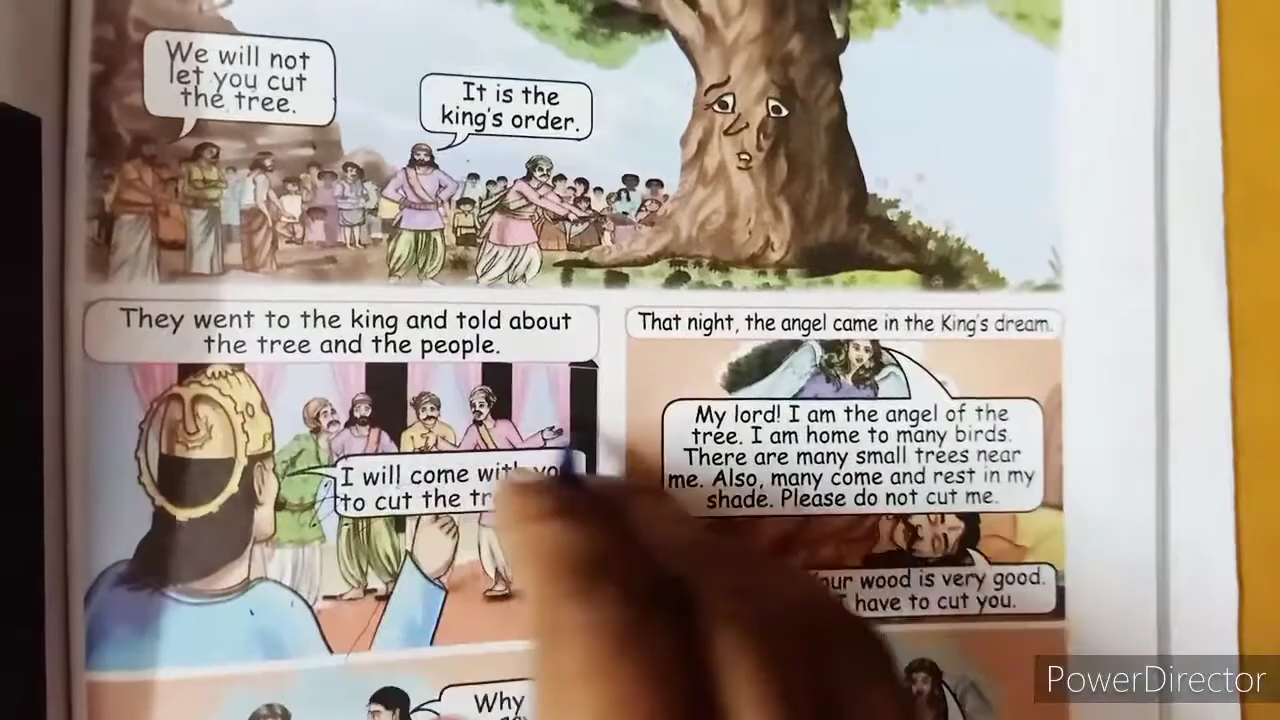 We will not
let you cut
the tree.
It is the
king's order.
They went to the king and told about
the tree and the people.
I will come with
to cut the
That night, the angel came in the King's dream.
My lord! I am the angel of the
tree. I am home to many birds.
There are many small trees near
me. Also, many come and rest in my
shade. Please do not cut me.
wood is very good.
have to cut you.
Why
PowerDirector